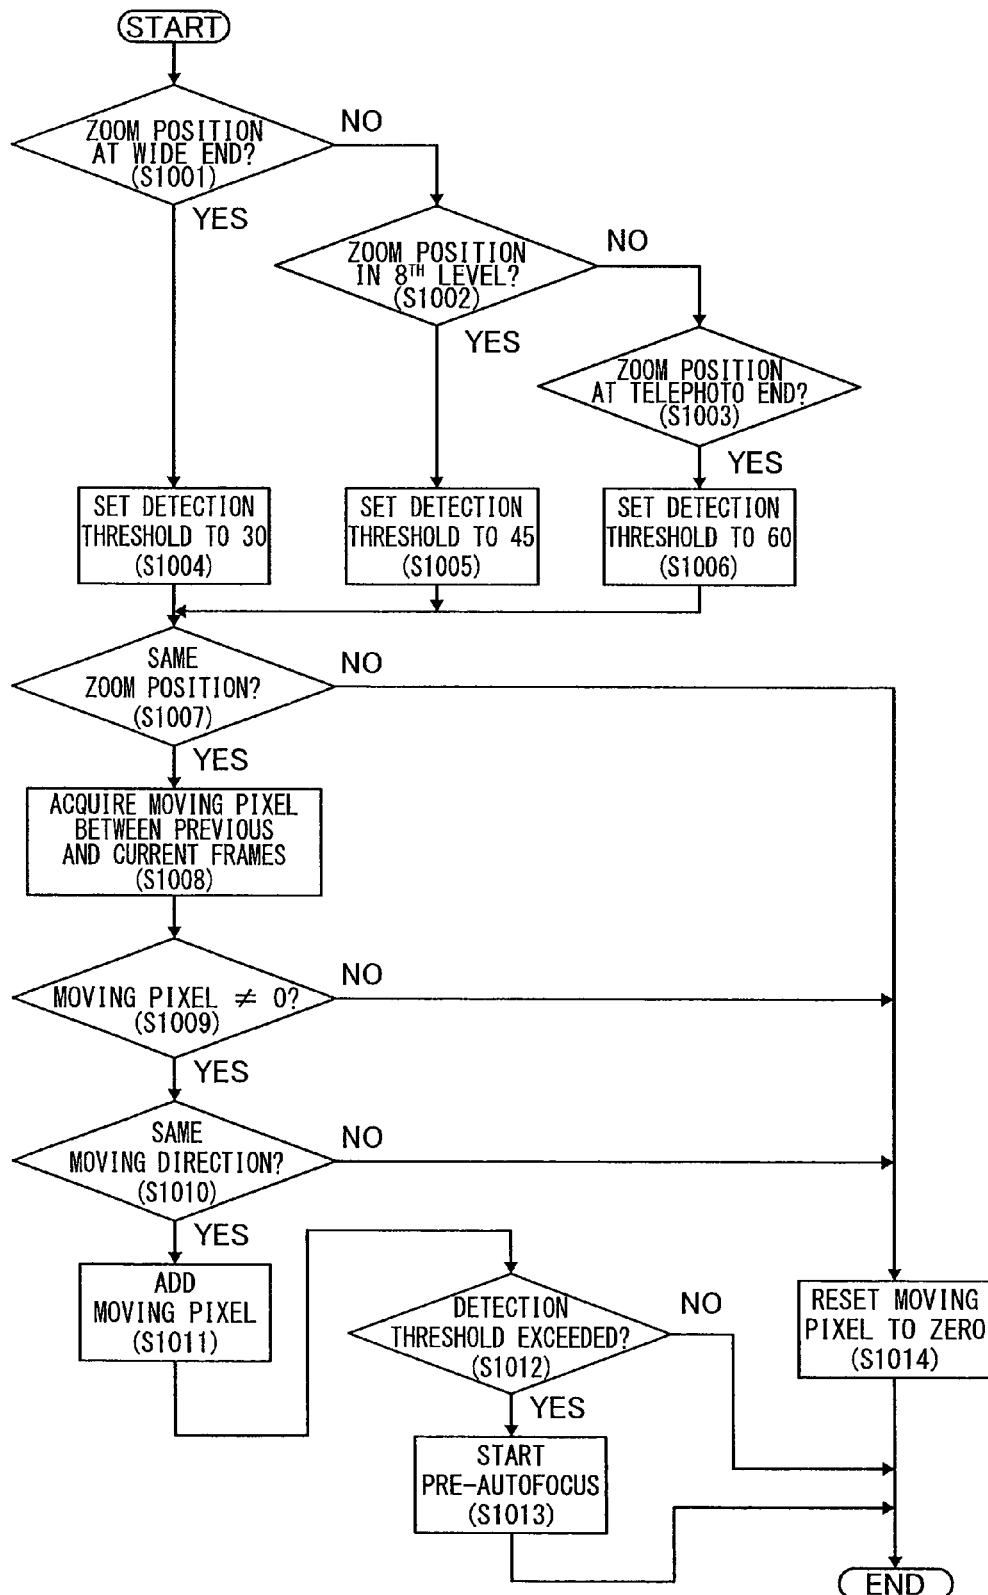 START
ZOOM POSITION
AT WIDE END?
(S1001)
NO
YES
ZOOM POSITION
IN 8TH LEVEL?
(S1002)
NO
YES
ZOOM POSITION
AT TELEPHOTO END?
(S1003)
YES
SET DETECTION
THRESHOLD TO 30
(S1004)
SET DETECTION
THRESHOLD TO 45
(S1005)
SET DETECTION
THRESHOLD TO 60
(S1006)
SAME
ZOOM POSITION?
(S1007)
NO
YES
ACQUIRE MOVING PIXEL
BETWEEN PREVIOUS
AND CURRENT FRAMES
(S1008)
MOVING PIXEL ≠ 0?
(S1009)
NO
YES
SAME
MOVING DIRECTION?
(S1010)
NO
YES
ADD
MOVING PIXEL
(S1011)
DETECTION
THRESHOLD EXCEEDED?
(S1012)
NO
YES
START
PRE-AUTOFOCUS
(S1013)
RESET MOVING
PIXEL TO ZERO
(S1014)
END